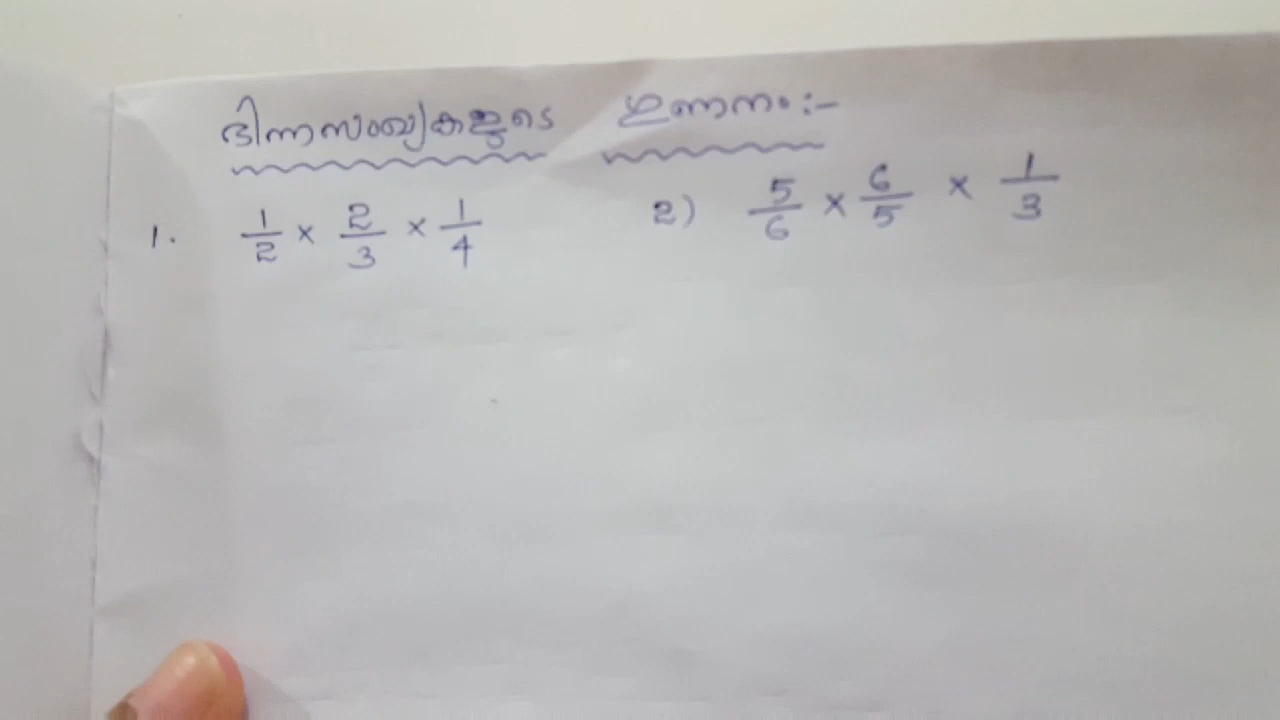 ഭിന്നസംഖ്യകളുടെ ഗുണനം :-
1. 1/2 × 2/3 × 1/4
2) 5/6 × 6/5 × 1/3